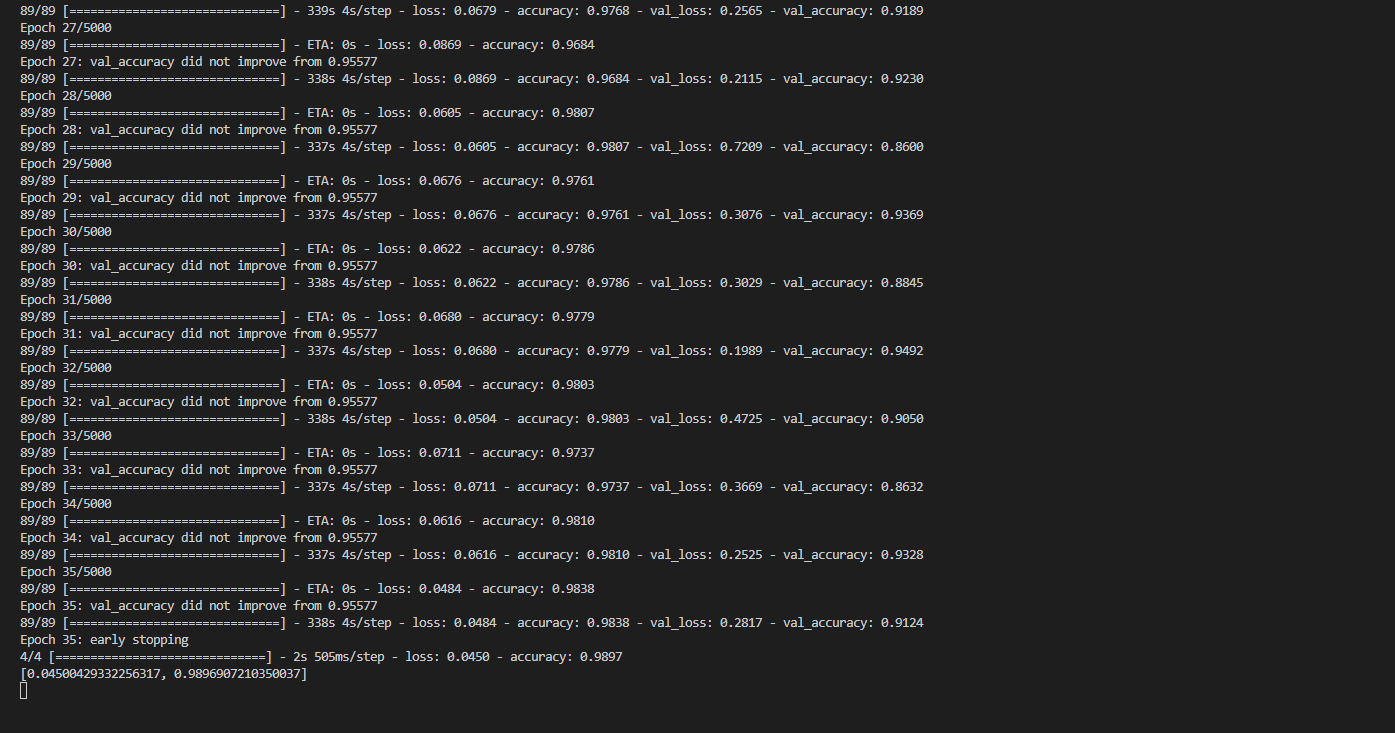 89/89 [==============================] - 339s 4s/step - loss: 0.0679 - accuracy: 0.9768 - val_loss: 0.2565 - val_accuracy: 0.9189
Epoch 27/5000
89/89 [==============================] - ETA: 0s - loss: 0.0869 - accuracy: 0.9684
Epoch 27: val_accuracy did not improve from 0.95577
89/89 [==============================] - 338s 4s/step - loss: 0.0869 - accuracy: 0.9684 - val_loss: 0.2115 - val_accuracy: 0.9230
Epoch 28/5000
89/89 [==============================] - ETA: 0s - loss: 0.0605 - accuracy: 0.9807
Epoch 28: val_accuracy did not improve from 0.95577
89/89 [==============================] - 337s 4s/step - loss: 0.0605 - accuracy: 0.9807 - val_loss: 0.7209 - val_accuracy: 0.8600
Epoch 29/5000
89/89 [==============================] - ETA: 0s - loss: 0.0676 - accuracy: 0.9761
Epoch 29: val_accuracy did not improve from 0.95577
89/89 [==============================] - 337s 4s/step - loss: 0.0676 - accuracy: 0.9761 - val_loss: 0.3076 - val_accuracy: 0.9369
Epoch 30/5000
89/89 [==============================] - ETA: 0s - loss: 0.0622 - accuracy: 0.9786
Epoch 30: val_accuracy did not improve from 0.95577
89/89 [==============================] - 338s 4s/step - loss: 0.0622 - accuracy: 0.9786 - val_loss: 0.3029 - val_accuracy: 0.8845
Epoch 31/5000
89/89 [==============================] - ETA: 0s - loss: 0.0680 - accuracy: 0.9779
Epoch 31: val_accuracy did not improve from 0.95577
89/89 [==============================] - 337s 4s/step - loss: 0.0680 - accuracy: 0.9779 - val_loss: 0.1989 - val_accuracy: 0.9492
Epoch 32/5000
89/89 [==============================] - ETA: 0s - loss: 0.0504 - accuracy: 0.9803
Epoch 32: val_accuracy did not improve from 0.95577
89/89 [==============================] - 338s 4s/step - loss: 0.0504 - accuracy: 0.9803 - val_loss: 0.4725 - val_accuracy: 0.9050
Epoch 33/5000
89/89 [==============================] - ETA: 0s - loss: 0.0711 - accuracy: 0.9737
Epoch 33: val_accuracy did not improve from 0.95577
89/89 [==============================] - 337s 4s/step - loss: 0.0711 - accuracy: 0.9737 - val_loss: 0.3669 - val_accuracy: 0.8632
Epoch 34/5000
89/89 [==============================] - ETA: 0s - loss: 0.0616 - accuracy: 0.9810
Epoch 34: val_accuracy did not improve from 0.95577
89/89 [==============================] - 337s 4s/step - loss: 0.0616 - accuracy: 0.9810 - val_loss: 0.2525 - val_accuracy: 0.9328
Epoch 35/5000
89/89 [==============================] - ETA: 0s - loss: 0.0484 - accuracy: 0.9838
Epoch 35: val_accuracy did not improve from 0.95577
89/89 [==============================] - 338s 4s/step - loss: 0.0484 - accuracy: 0.9838 - val_loss: 0.2817 - val_accuracy: 0.9124
Epoch 35: early stopping
4/4 [==============================] - 2s 505ms/step - loss: 0.0450 - accuracy: 0.9897
[0.04500429332256317, 0.9896907210350037]